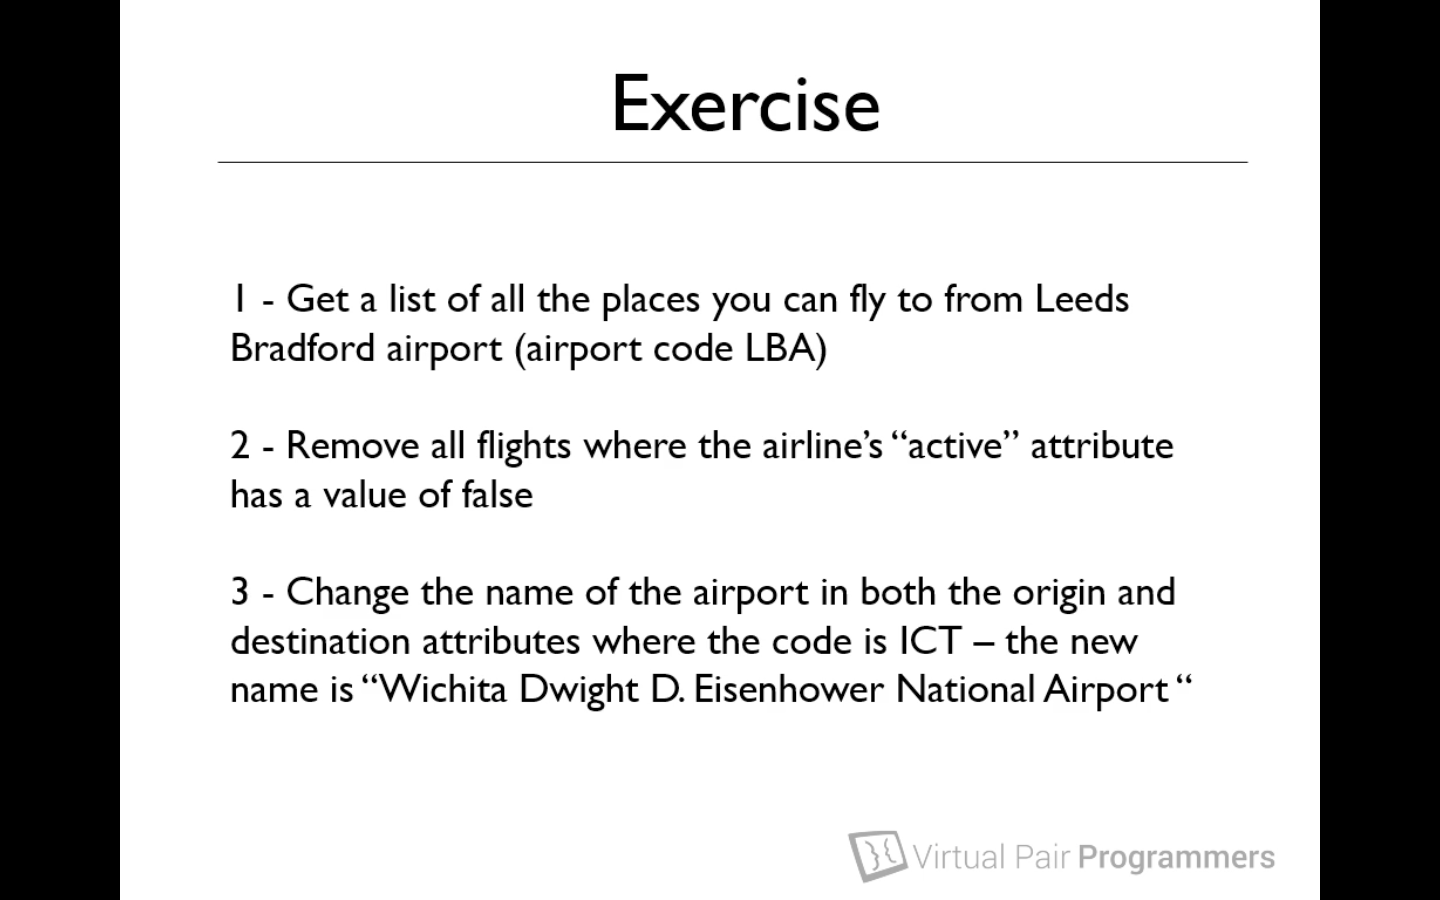 Exercise
1 - Get a list of all the places you can fly to from Leeds
Bradford airport (airport code LBA)
2 - Remove all flights where the airline’s “active” attribute
has a value of false
3 - Change the name of the airport in both the origin and
destination attributes where the code is ICT – the new
name is “Wichita Dwight D. Eisenhower National Airport “
Virtual Pair Programmers